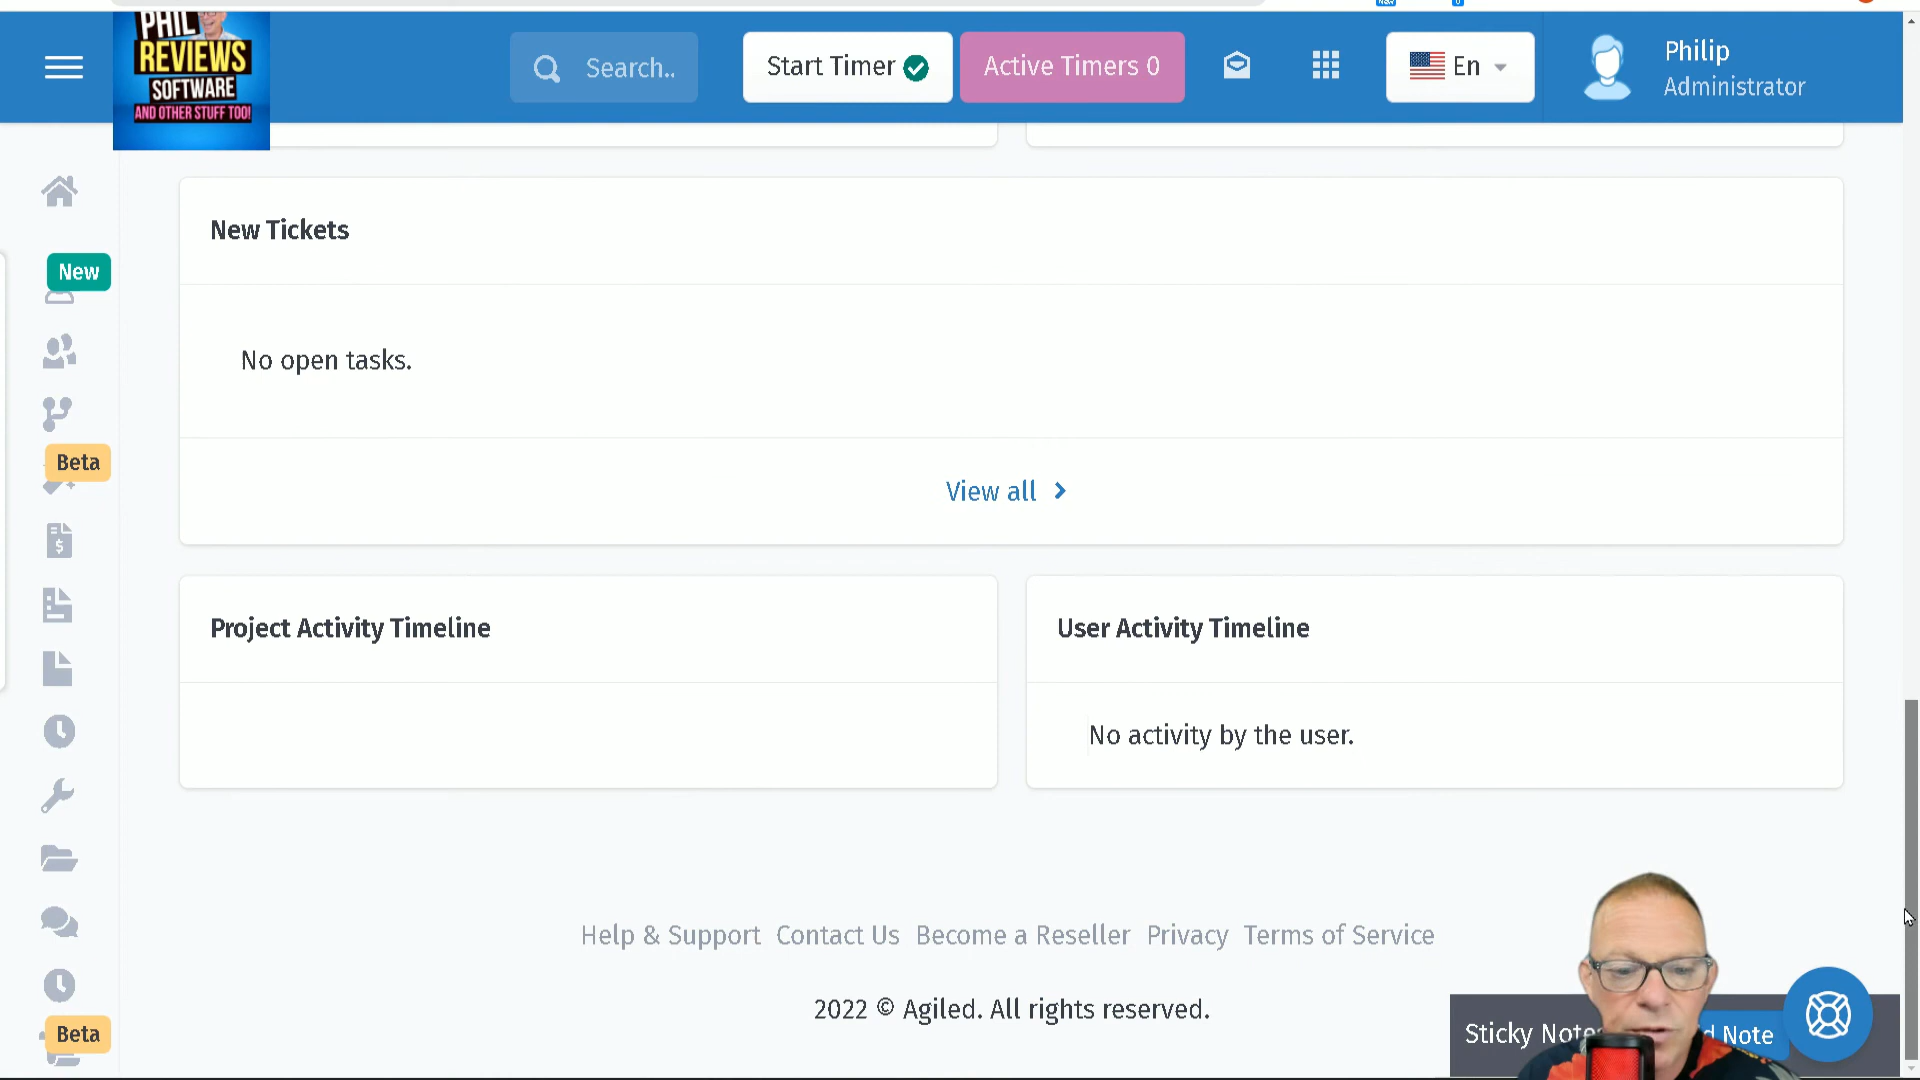 PHIL
REVIEWS
SOFTWARE
AND OTHER STUFF TOO!
Search..
Start Timer
Active Timers 0
En
Philip
Administrator
New
Beta
Beta
New Tickets
No open tasks.
View all
Project Activity Timeline
User Activity Timeline
No activity by the user.
Help & Support Contact Us Become a Reseller Privacy Terms of Service
2022 © Agiled. All rights reserved.
Sticky Note
Note